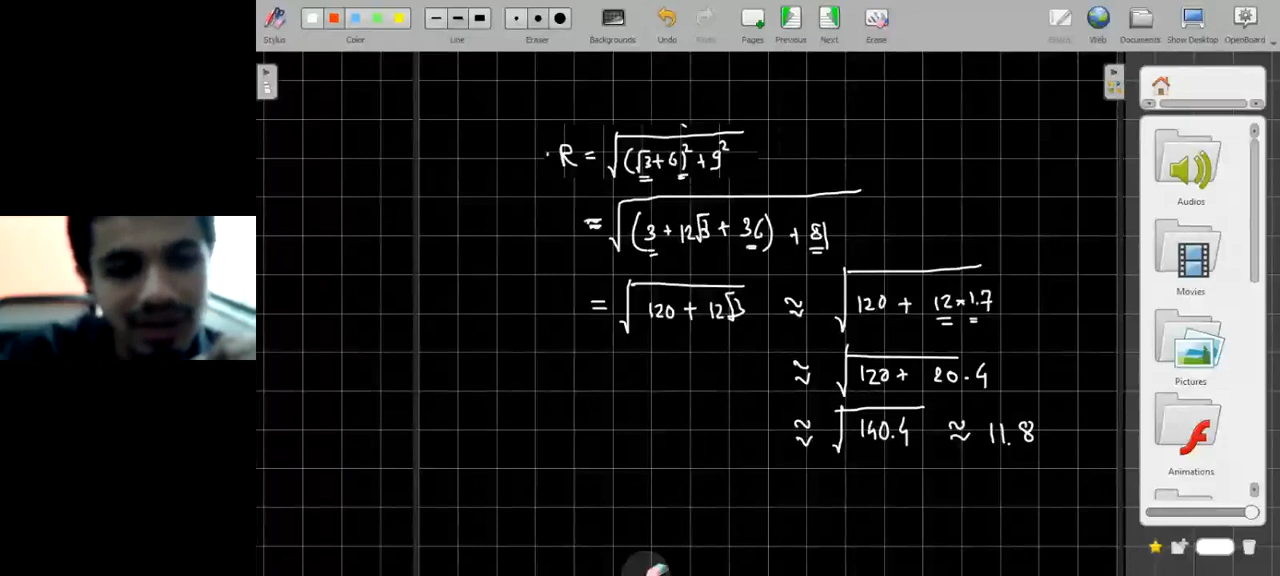 Stylus Color Line Eraser Backgrounds Undo Redo Pages Previous Next Erase Web Documents Show Desktop OpenBoard
R = √((√3+6)² + 9²)
= √((3 + 12√3 + 36) + 81)
= √(120 + 12√3) ≈ √(120 + 12×1.7)
≈ √(120 + 20.4)
≈ √140.4 ≈ 11.8
Audios
Movies
Pictures
Animations